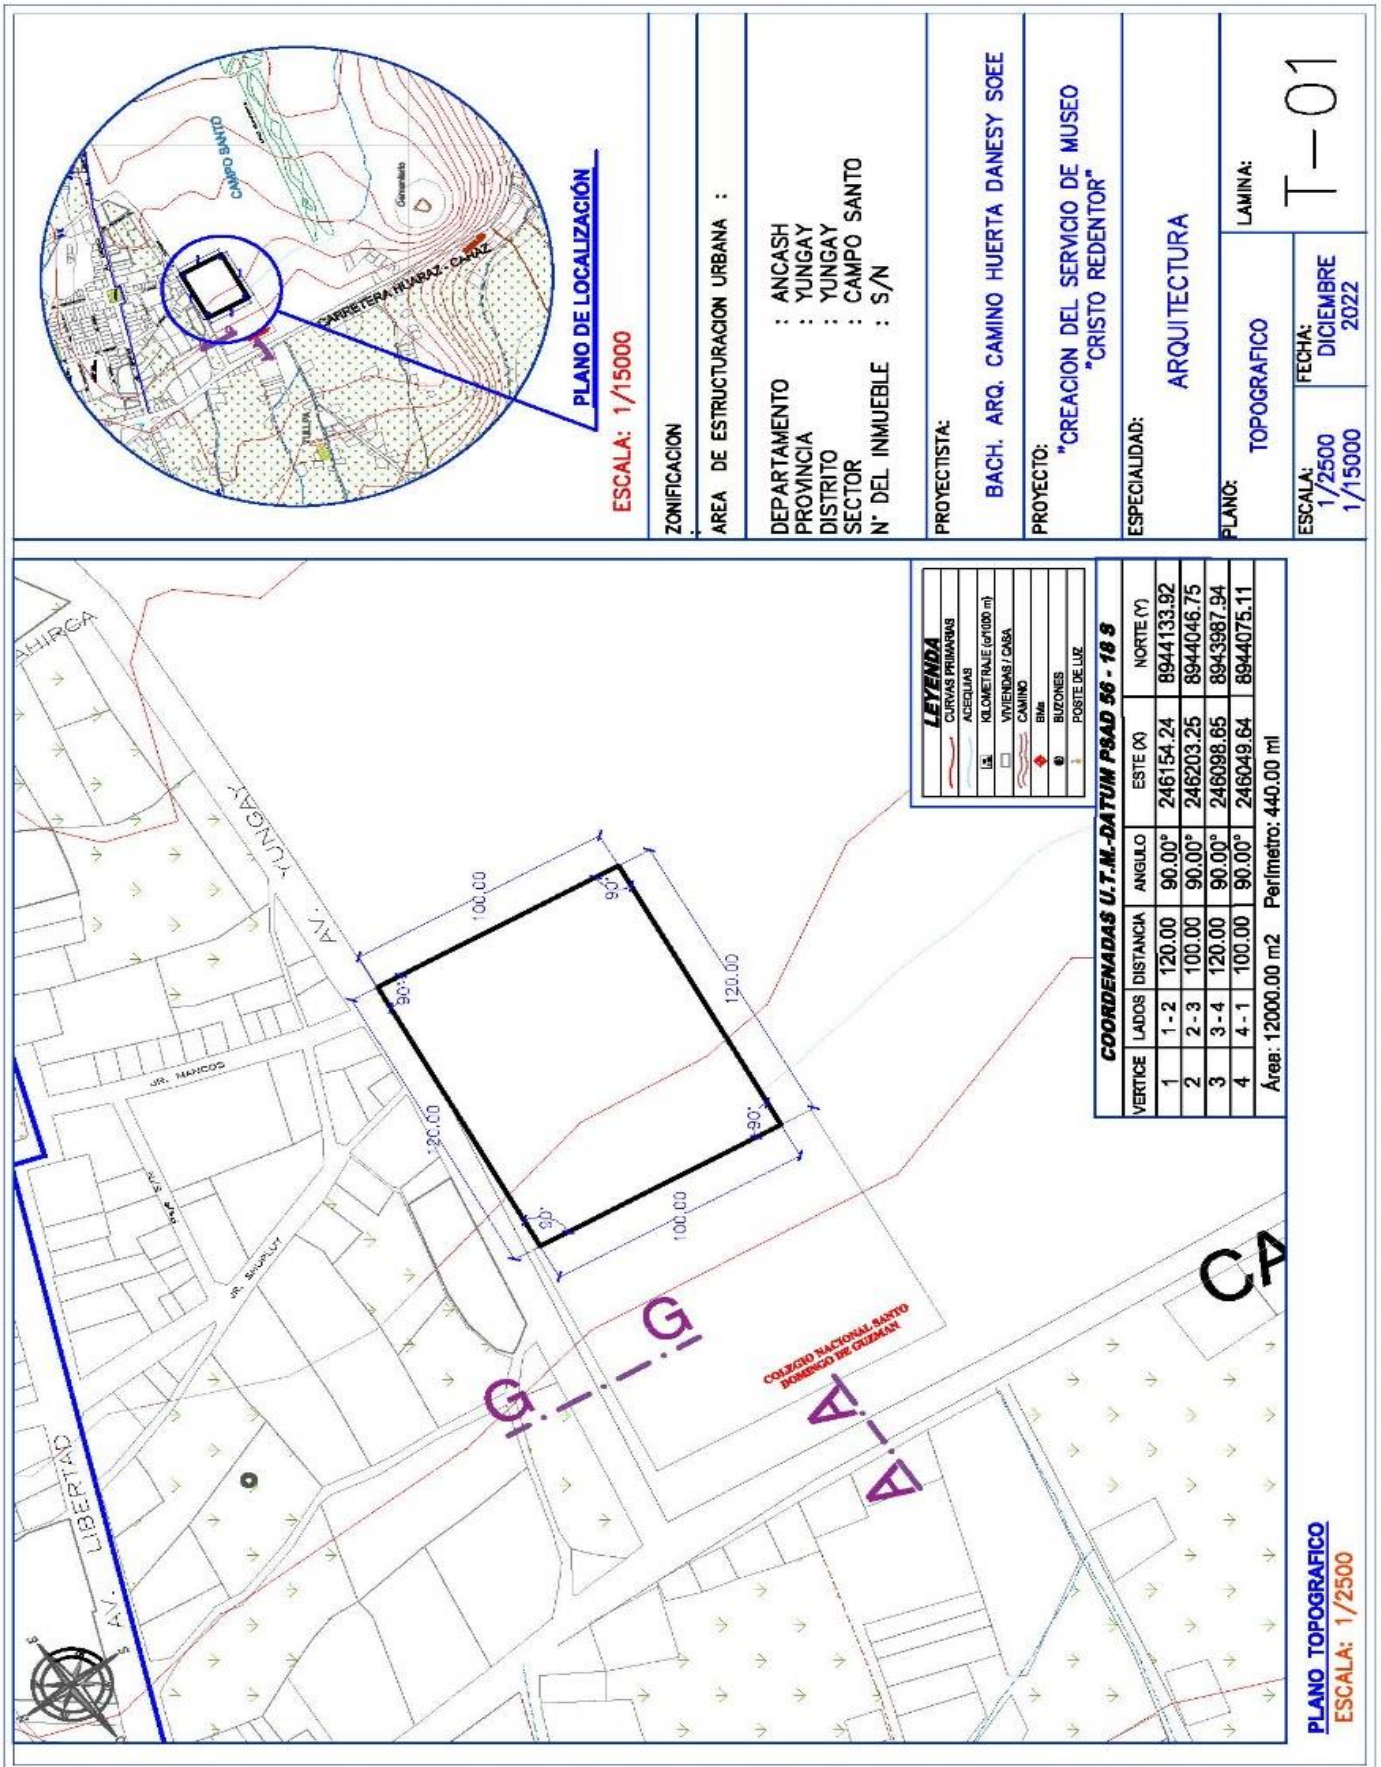 PLANO TOPOGRAFICO
ESCALA: 1/2500
AV. LIBERTAD
JR. SHUPLUY
JR. MANCOS
AV. YUNGAY
AHIRGA
120.00
100.00
120.00
100.00
90°
90°
90°
90°
G
G
A
A
COLEGIO NACIONAL SANTO
DOMINGO DE GUZMAN
CA
LEYENDA
CURVAS PRIMARIAS
ACEQUIAS
KILOMETRAJE (c/1000 m)
VIVIENDAS / CASA
CAMINO
BMs
BUZONES
POSTE DE LUZ
COORDENADAS U.T.M.-DATUM PSAD 56 - 18 S
VERTICE LADOS DISTANCIA ANGULO ESTE (X) NORTE (Y)
1 1 - 2 120.00 90.00° 246154.24 8944133.92
2 2 - 3 100.00 90.00° 246203.25 8944046.75
3 3 - 4 120.00 90.00° 246098.65 8943987.94
4 4 - 1 100.00 90.00° 246049.64 8944075.11
Área: 12000.00 m2 Perimetro: 440.00 ml
CAMPO SANTO
Cementerio
CARRETERA HUARAZ - CARAZ
TULLPA
PLANO DE LOCALIZACIÓN
ESCALA: 1/15000
ZONIFICACION
:
AREA DE ESTRUCTURACION URBANA :
DEPARTAMENTO : ANCASH
PROVINCIA : YUNGAY
DISTRITO : YUNGAY
SECTOR : CAMPO SANTO
N° DEL INMUEBLE : S/N
PROYECTISTA:
BACH. ARQ. CAMINO HUERTA DANESY SOEE
PROYECTO:
"CREACION DEL SERVICIO DE MUSEO
"CRISTO REDENTOR"
ESPECIALIDAD:
ARQUITECTURA
PLANO:
TOPOGRAFICO
LAMINA:
T-01
ESCALA:
1/2500
1/15000
FECHA:
DICIEMBRE
2022